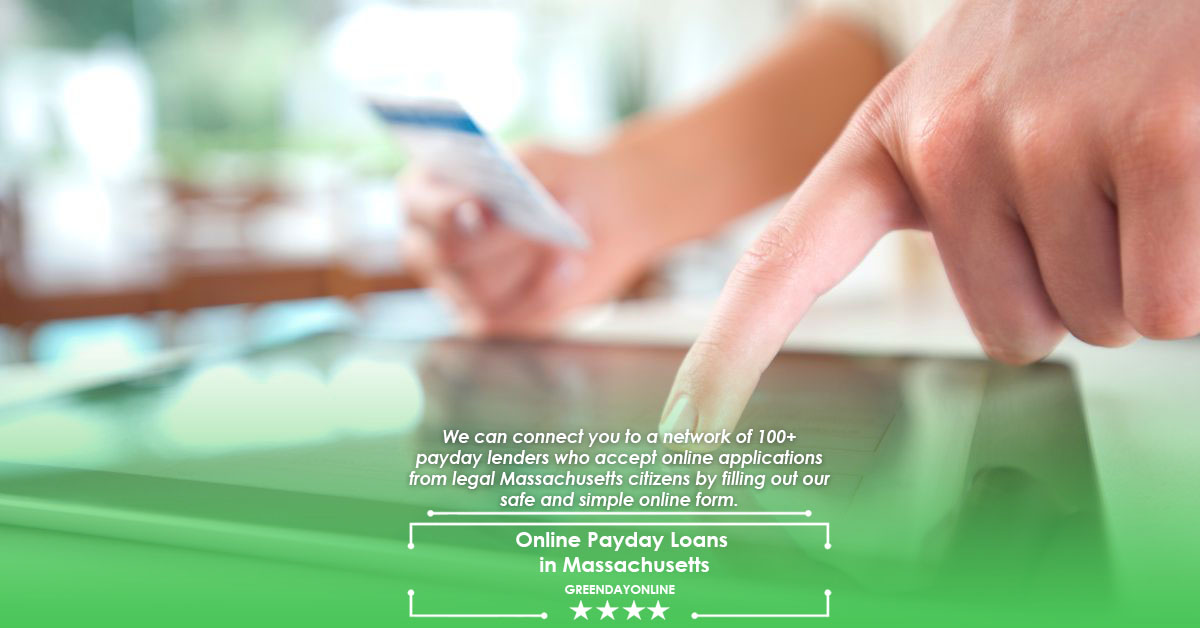 We can connect you to a network of 100+
payday lenders who accept online applications
from legal Massachusetts citizens by filling out our
safe and simple online form.
Online Payday Loans
in Massachusetts
GREENDAYONLINE